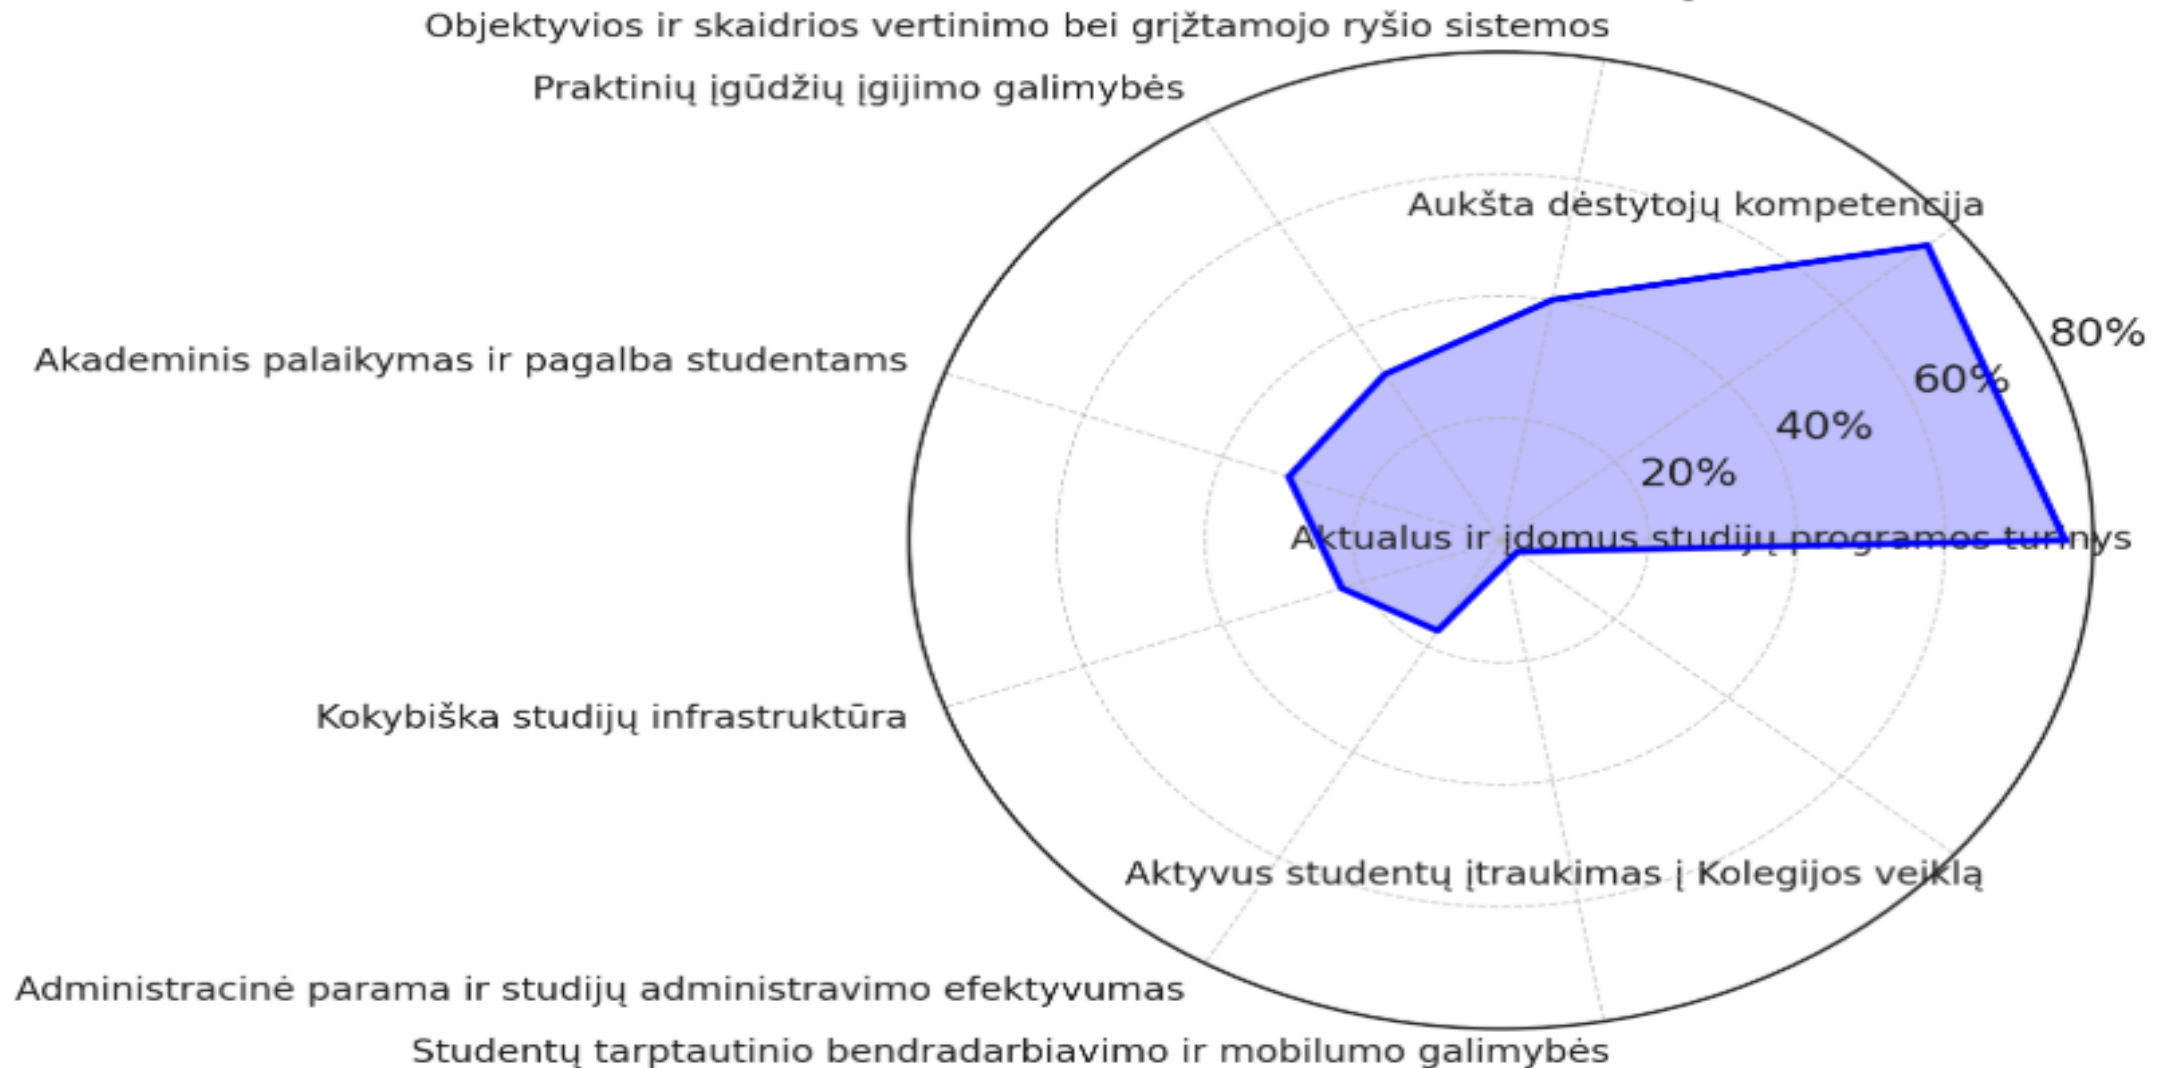 Objektyvios ir skaidrios vertinimo bei grįžtamojo ryšio sistemos
Praktinių įgūdžių įgijimo galimybės
Aukšta dėstytojų kompetencija
80%
Akademinis palaikymas ir pagalba studentams
60%
40%
20%
Aktualus ir įdomus studijų programos turinys
Kokybiška studijų infrastruktūra
Aktyvus studentų įtraukimas į Kolegijos veiklą
Administracinė parama ir studijų administravimo efektyvumas
Studentų tarptautinio bendradarbiavimo ir mobilumo galimybės